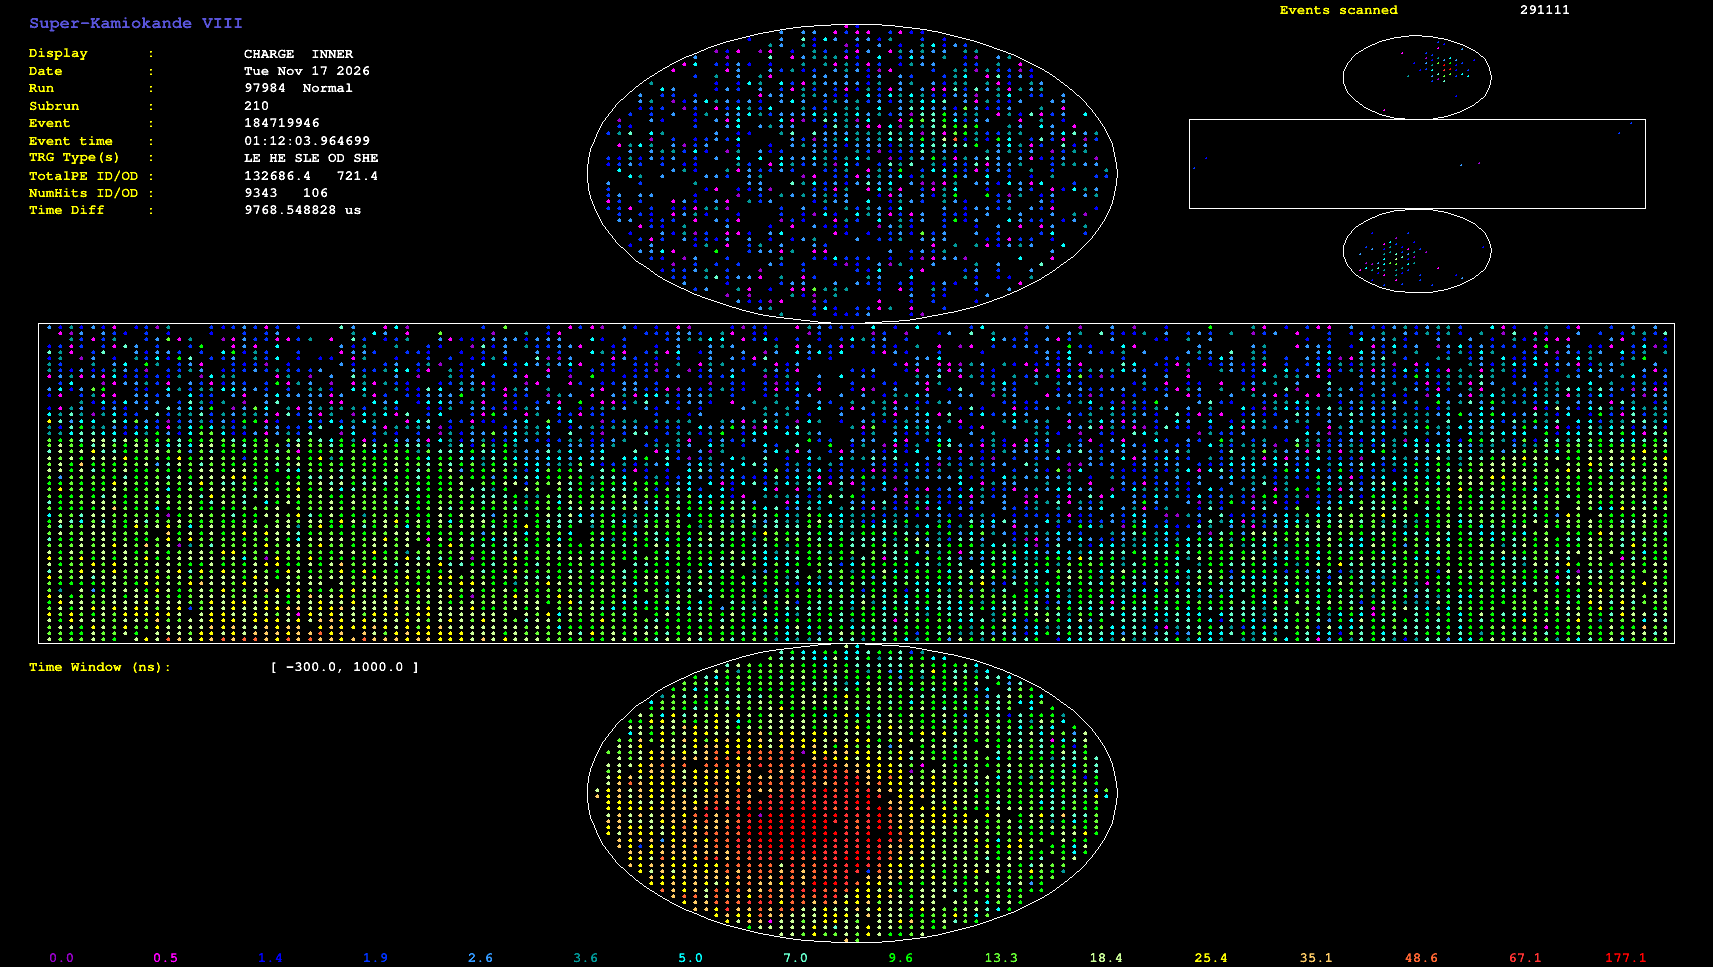 Super-Kamiokande VIII
Events scanned 291111
Display : CHARGE INNER
Date : Tue Nov 17 2026
Run : 97984 Normal
Subrun : 210
Event : 184719946
Event time : 01:12:03.964699
TRG Type(s) : LE HE SLE OD SHE
TotalPE ID/OD : 132686.4 721.4
NumHits ID/OD : 9343 106
Time Diff : 9768.548828 us
Time Window (ns): [ -300.0, 1000.0 ]
0.0 0.5 1.4 1.9 2.6 3.6 5.0 7.0 9.6 13.3 18.4 25.4 35.1 48.6 67.1 177.1